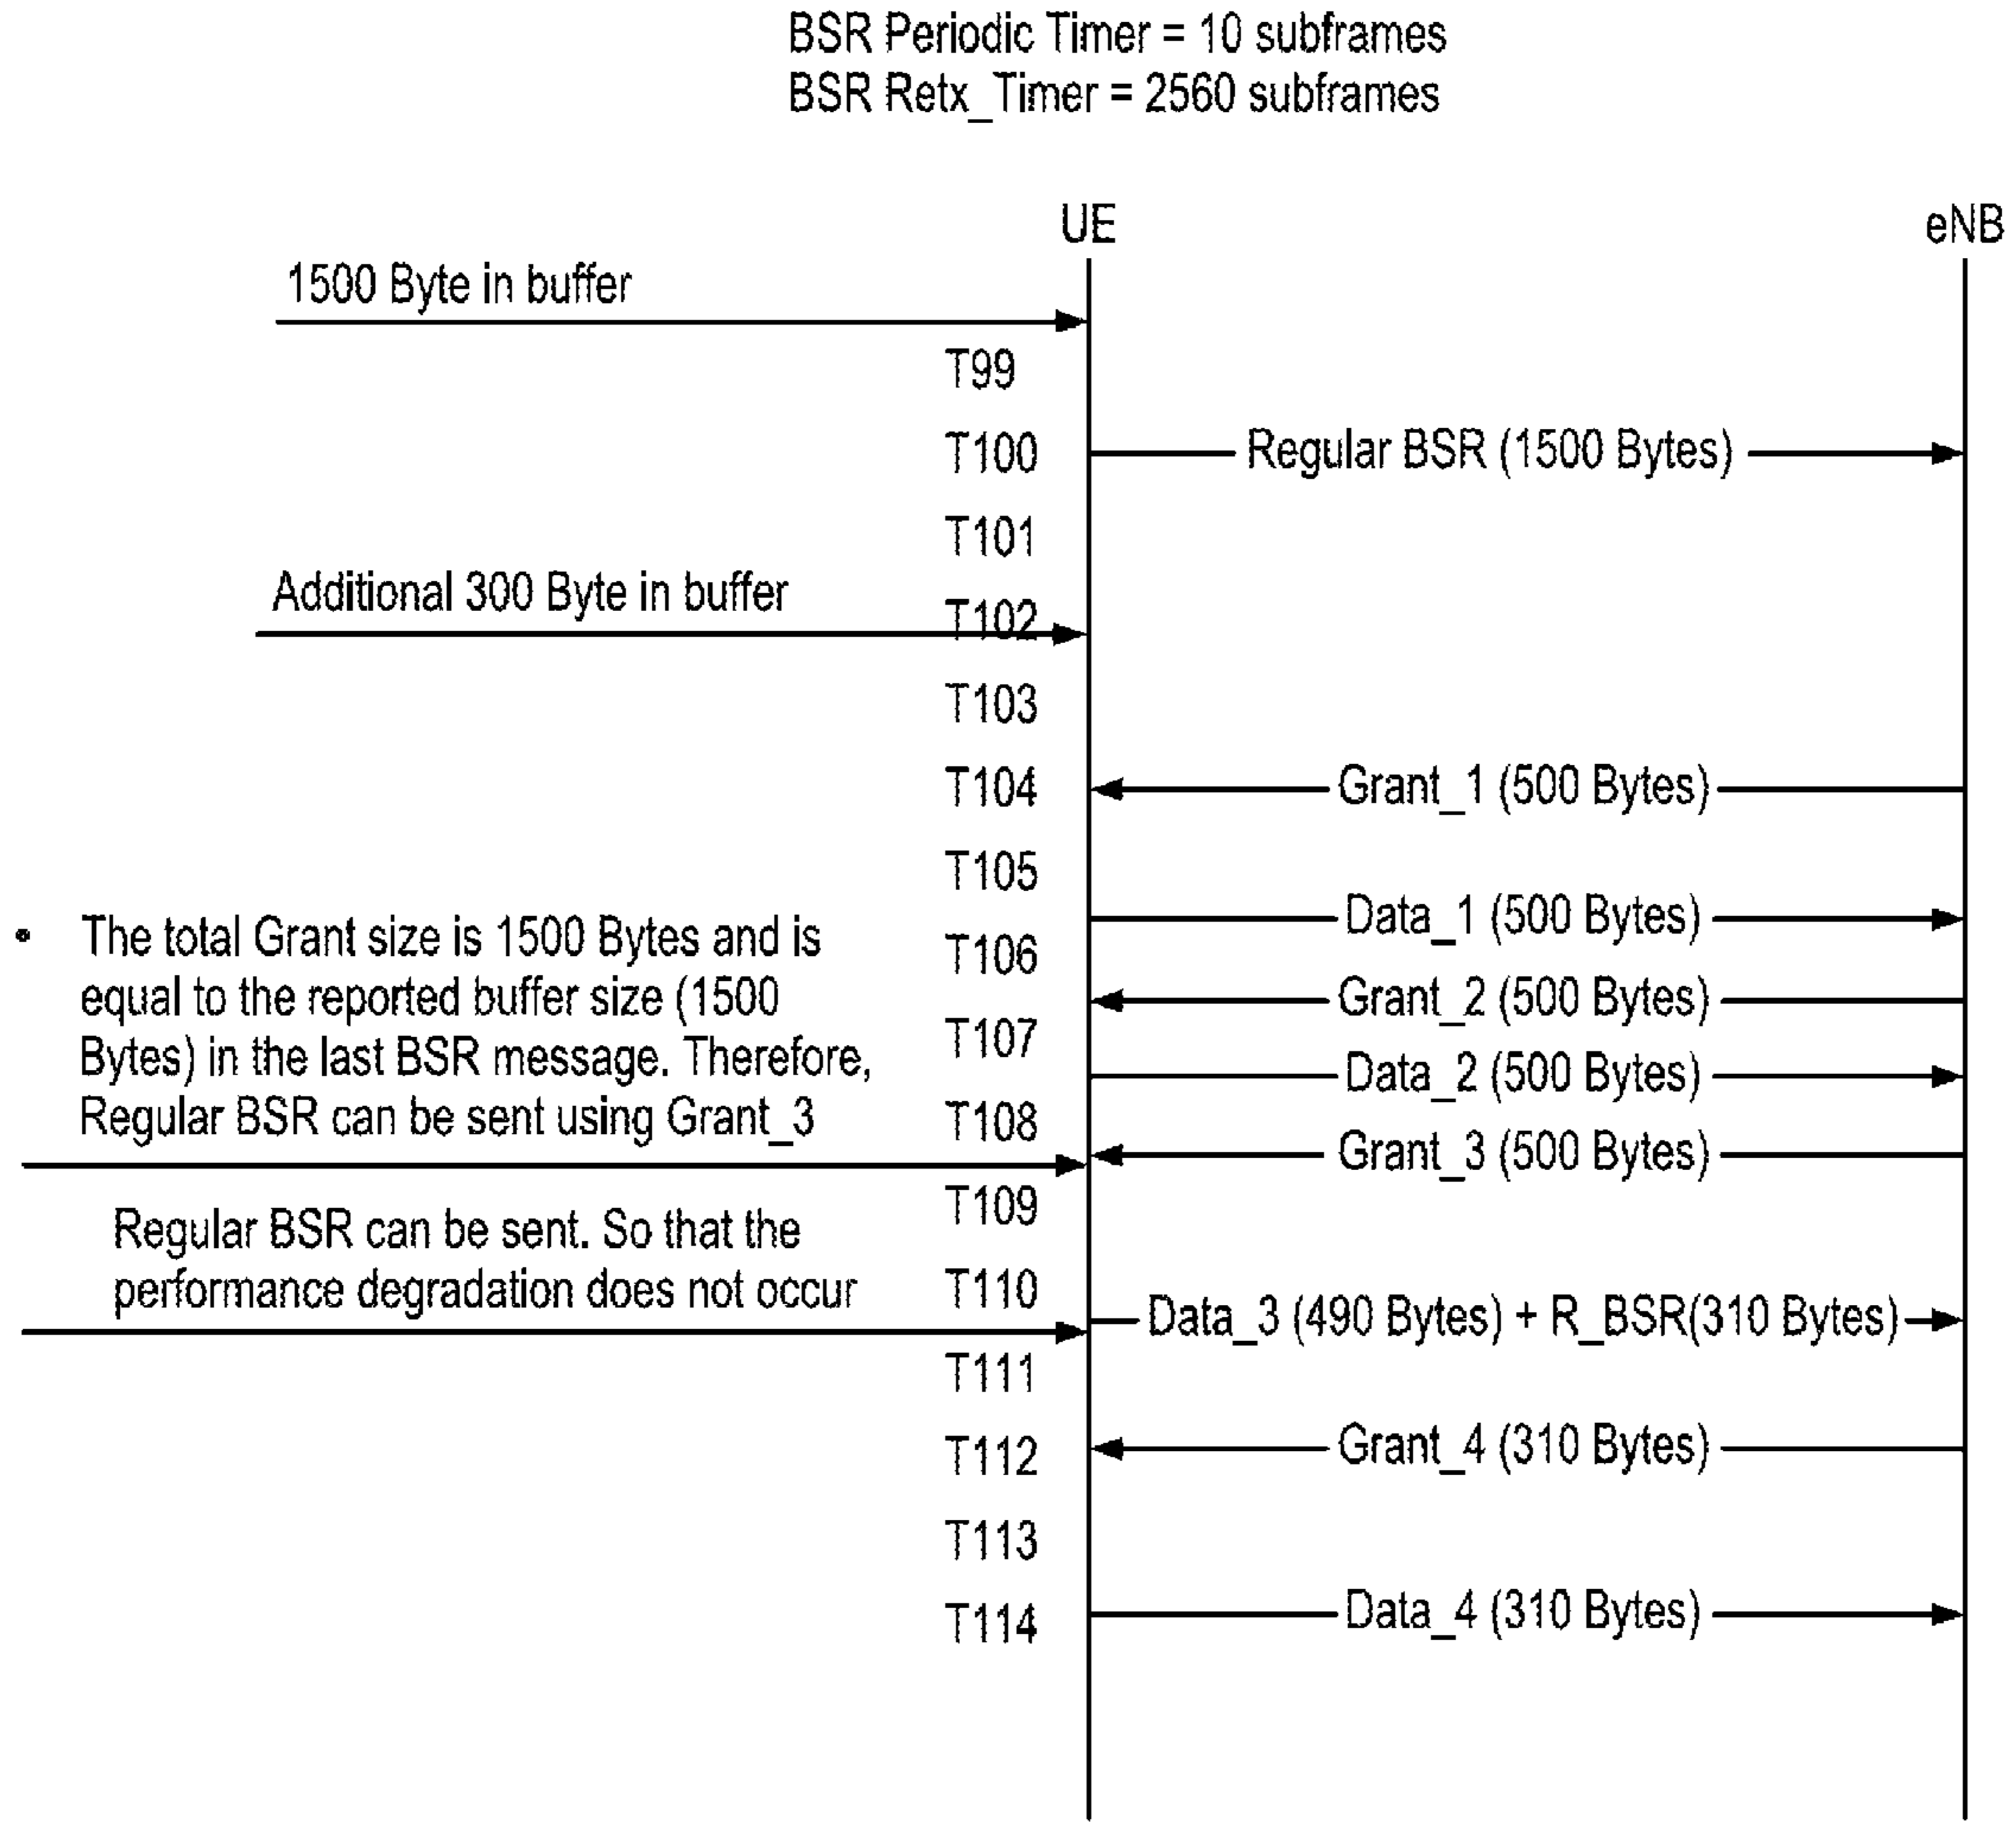 BSR Periodic Timer = 10 subframes
BSR Retx_Timer = 2560 subframes
UE
eNB
1500 Byte in buffer
T99
T100
Regular BSR (1500 Bytes)
T101
Additional 300 Byte in buffer
T102
T103
T104
Grant_1 (500 Bytes)
T105
Data_1 (500 Bytes)
• The total Grant size is 1500 Bytes and is
equal to the reported buffer size (1500
Bytes) in the last BSR message. Therefore,
Regular BSR can be sent using Grant_3
T106
Grant_2 (500 Bytes)
T107
Data_2 (500 Bytes)
T108
Grant_3 (500 Bytes)
T109
Regular BSR can be sent. So that the
performance degradation does not occur
T110
Data_3 (490 Bytes) + R_BSR(310 Bytes)
T111
T112
Grant_4 (310 Bytes)
T113
T114
Data_4 (310 Bytes)